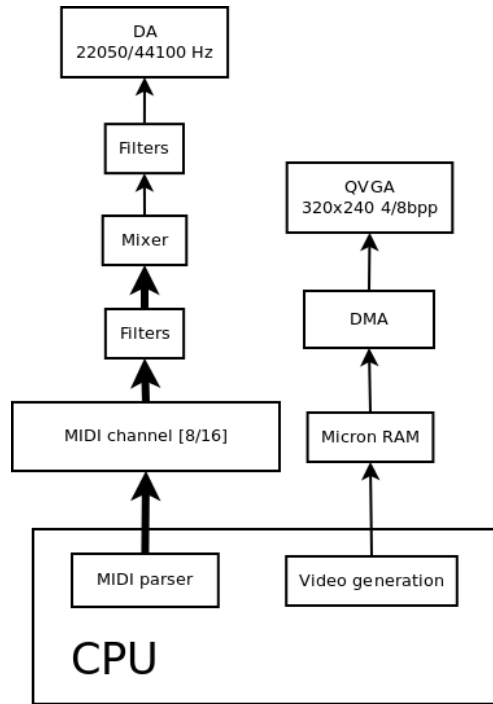 DA
22050/44100 Hz
Filters
QVGA
320x240 4/8bpp
Mixer
DMA
Filters
MIDI channel [8/16]
Micron RAM
MIDI parser
Video generation
CPU